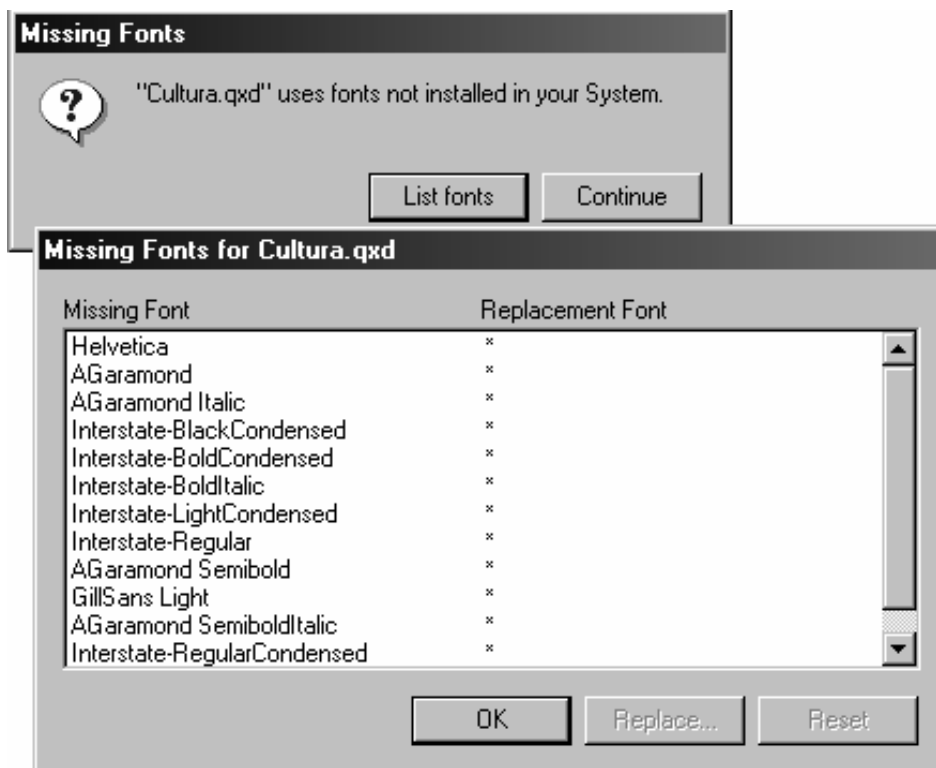 Missing Fonts
?
"Cultura.qxd" uses fonts not installed in your System.
List fonts Continue
Missing Fonts for Cultura.qxd
Missing Font Replacement Font
Helvetica *
AGaramond *
AGaramond Italic *
Interstate-BlackCondensed *
Interstate-BoldCondensed *
Interstate-BoldItalic *
Interstate-LightCondensed *
Interstate-Regular *
AGaramond Semibold *
GillSans Light *
AGaramond SemiboldItalic *
Interstate-RegularCondensed *
OK Replace... Reset